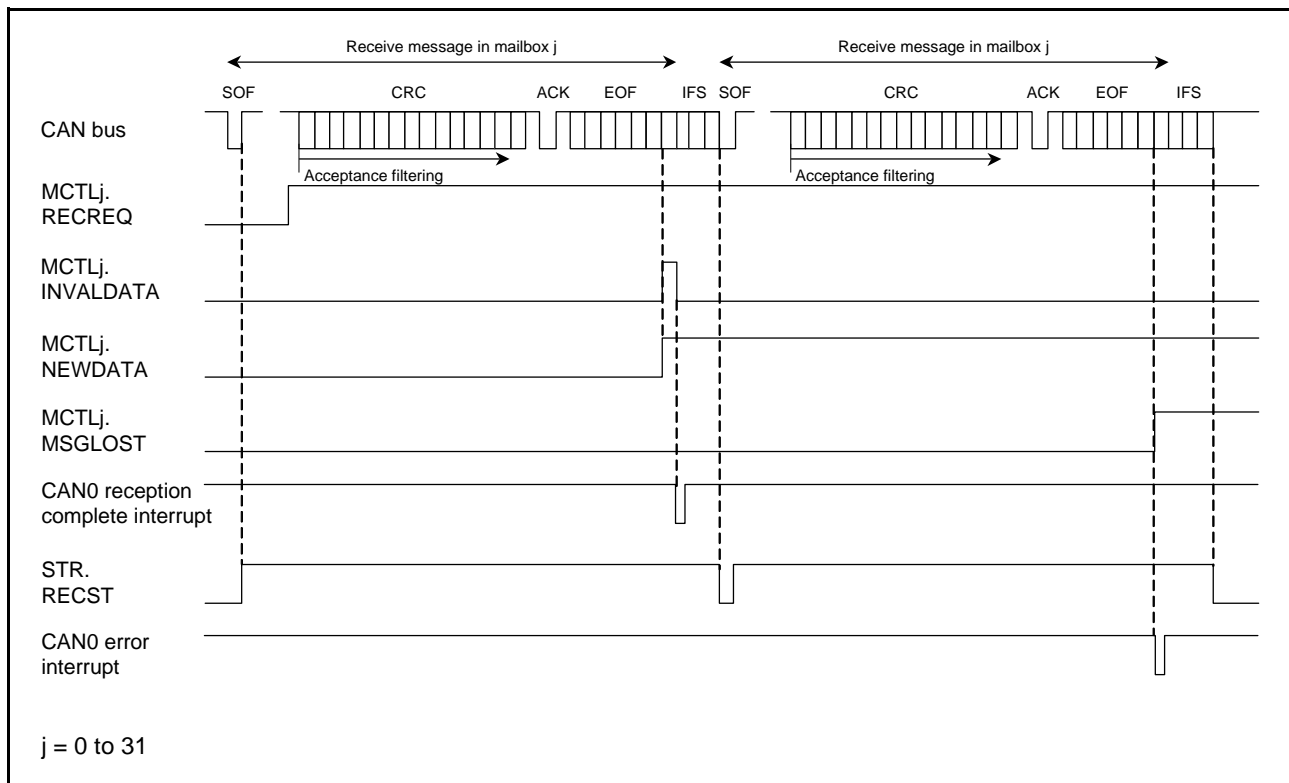 Receive message in mailbox j Receive message in mailbox j
SOF CRC ACK EOF IFS SOF CRC ACK EOF IFS
CAN bus
Acceptance filtering Acceptance filtering
MCTLj.
RECREQ
MCTLj.
INVALDATA
MCTLj.
NEWDATA
MCTLj.
MSGLOST
CAN0 reception
complete interrupt
STR.
RECST
CAN0 error
interrupt
j = 0 to 31